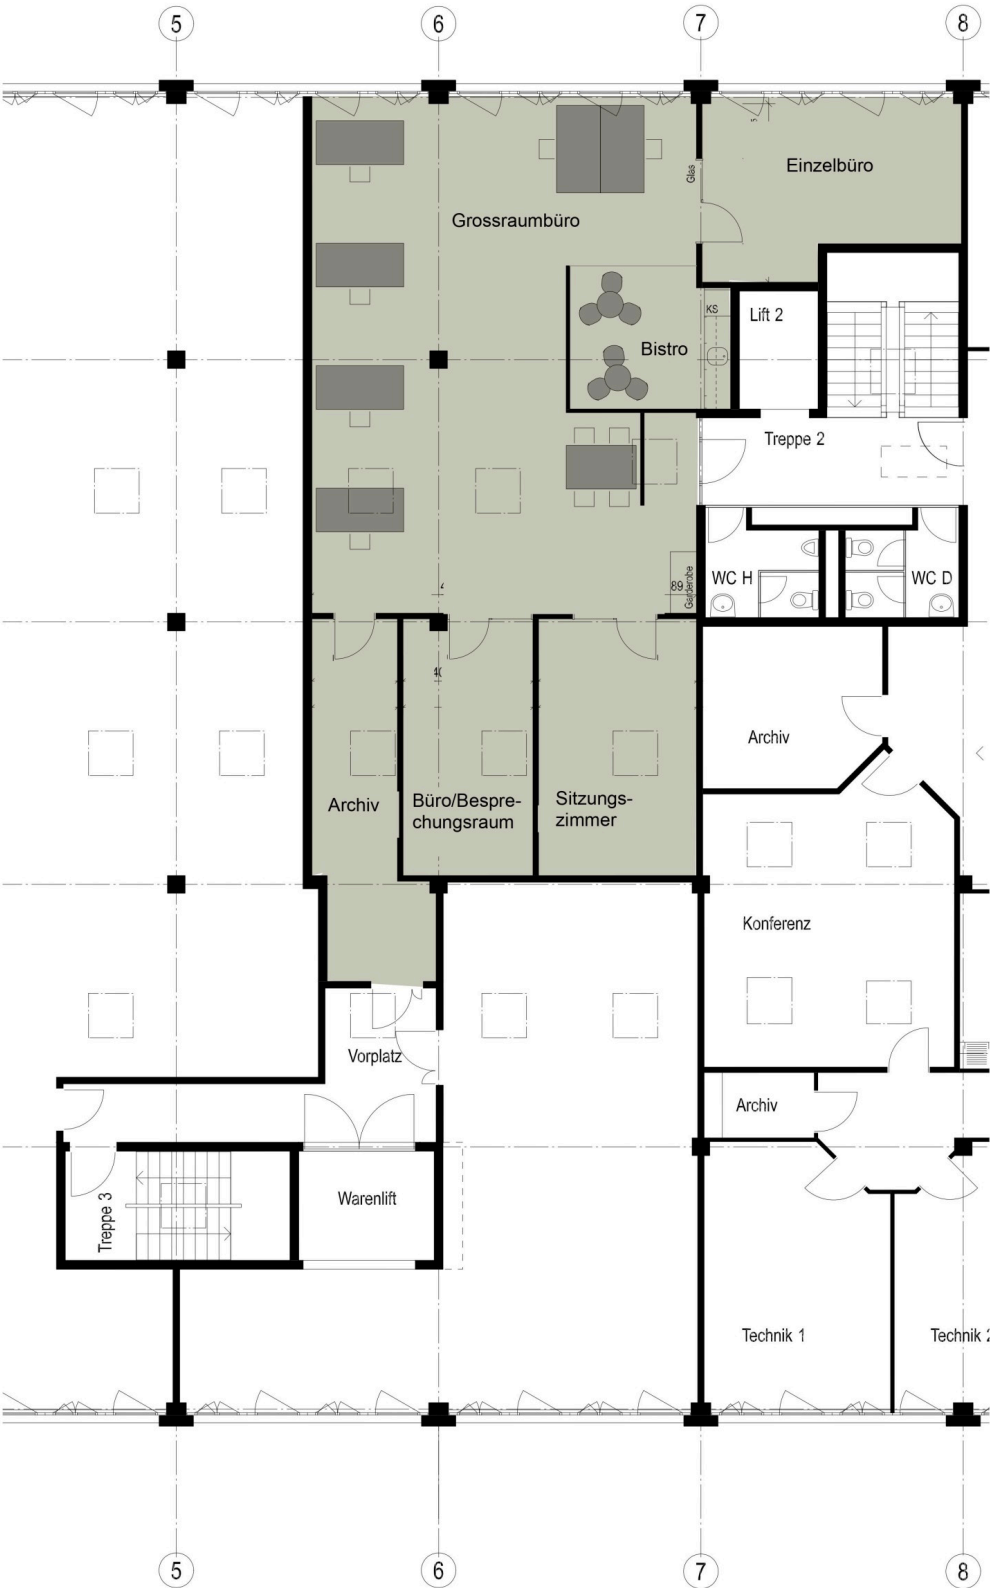 5
6
7
8
Einzelbüro
Glas
Grossraumbüro
KS
Lift 2
Bistro
Treppe 2
WC H
WC D
89
Garderobe
Archiv
Archiv
Büro/Bespre-
chungsraum
Sitzungs-
zimmer
Konferenz
Vorplatz
Archiv
Treppe 3
Warenlift
Technik 1
Technik
5
6
7
8